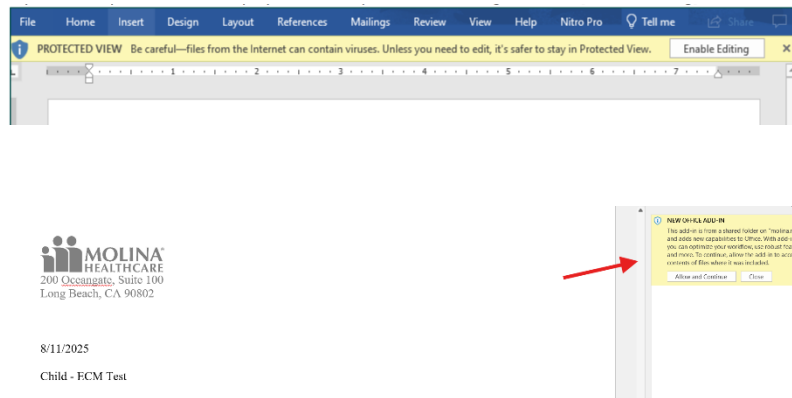 File Home Insert Design Layout References Mailings Review View Help Nitro Pro Tell me Share
PROTECTED VIEW Be careful—files from the Internet can contain viruses. Unless you need to edit, it's safer to stay in Protected View. Enable Editing
1 2 3 4 5 6 7
MOLINA
HEALTHCARE
200 Oceangate, Suite 100
Long Beach, CA 90802
8/11/2025
Child - ECM Test
NEW OFFICE ADD-IN
This add-in is from a shared folder on "molina
and adds new capabilities to Office. With add-
you can optimize your workflow, use robust
and more. To continue, allow the add-in to
contents of files where it was included.
Allow and Continue Close